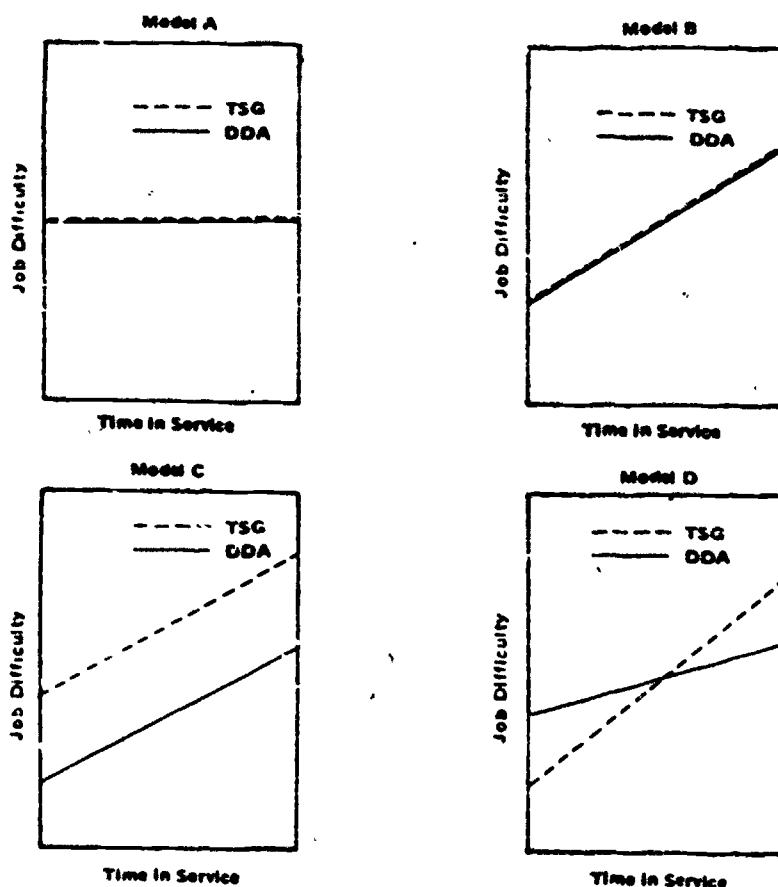 Model A
TSG
DDA
Job Difficulty
Time In Service
Model B
TSG
DDA
Job Difficulty
Time In Service
Model C
TSG
DDA
Job Difficulty
Time In Service
Model D
TSG
DDA
Job Difficulty
Time In Service